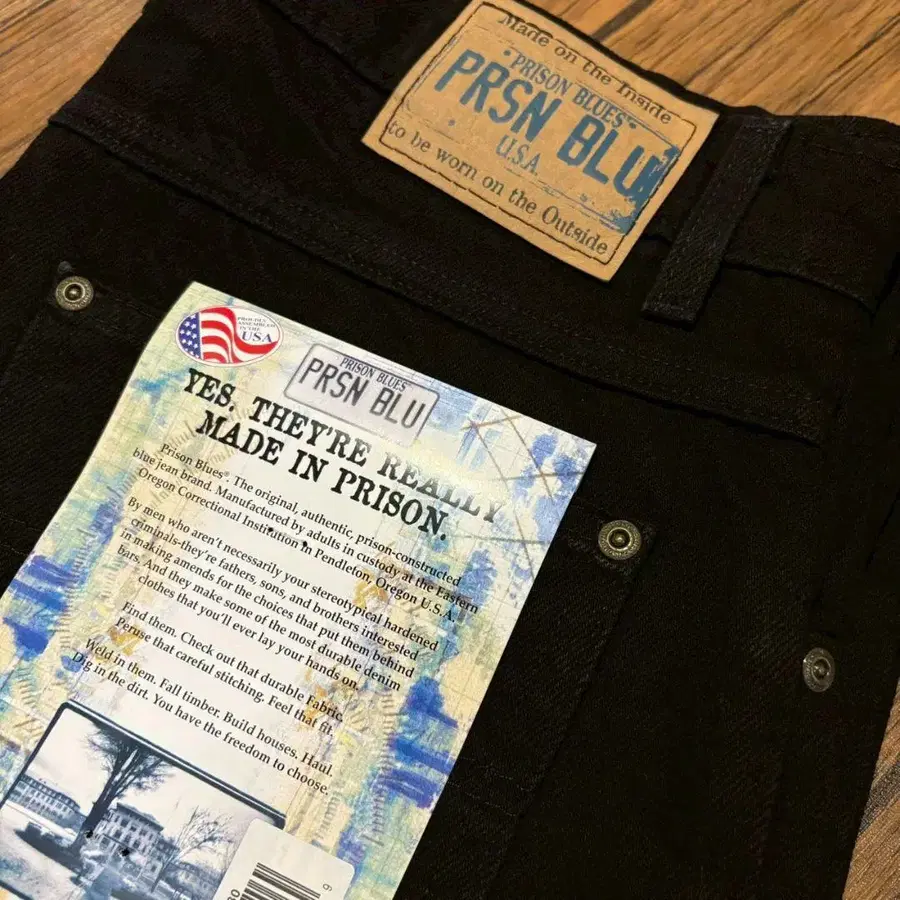 Made on the Inside
PRISON BLUES
PRSN BLU
U.S.A.
to be worn on the Outside
PROUDLY
ASSEMBLED
IN THE
USA
PRISON BLUES
PRSN BLU
YES, THEY'RE REALLY
MADE IN PRISON.
Prison Blues®. The original, authentic, prison-constructed
blue jean brand. Manufactured by adults in custody at the Eastern
Oregon Correctional Institution in Pendleton, Oregon U.S.A.
By men who aren't necessarily your stereotypical hardened
criminals-they're fathers, sons, and brothers interested
in making amends for the choices that put them behind
bars. And they make some of the most durable denim
clothes that you'll ever lay your hands on.
Find them. Check out that durable Fabric.
Peruse that careful stitching. Feel that fit.
Weld in them. Fall timber. Build houses. Haul.
Dig in the dirt. You have the freedom to choose.